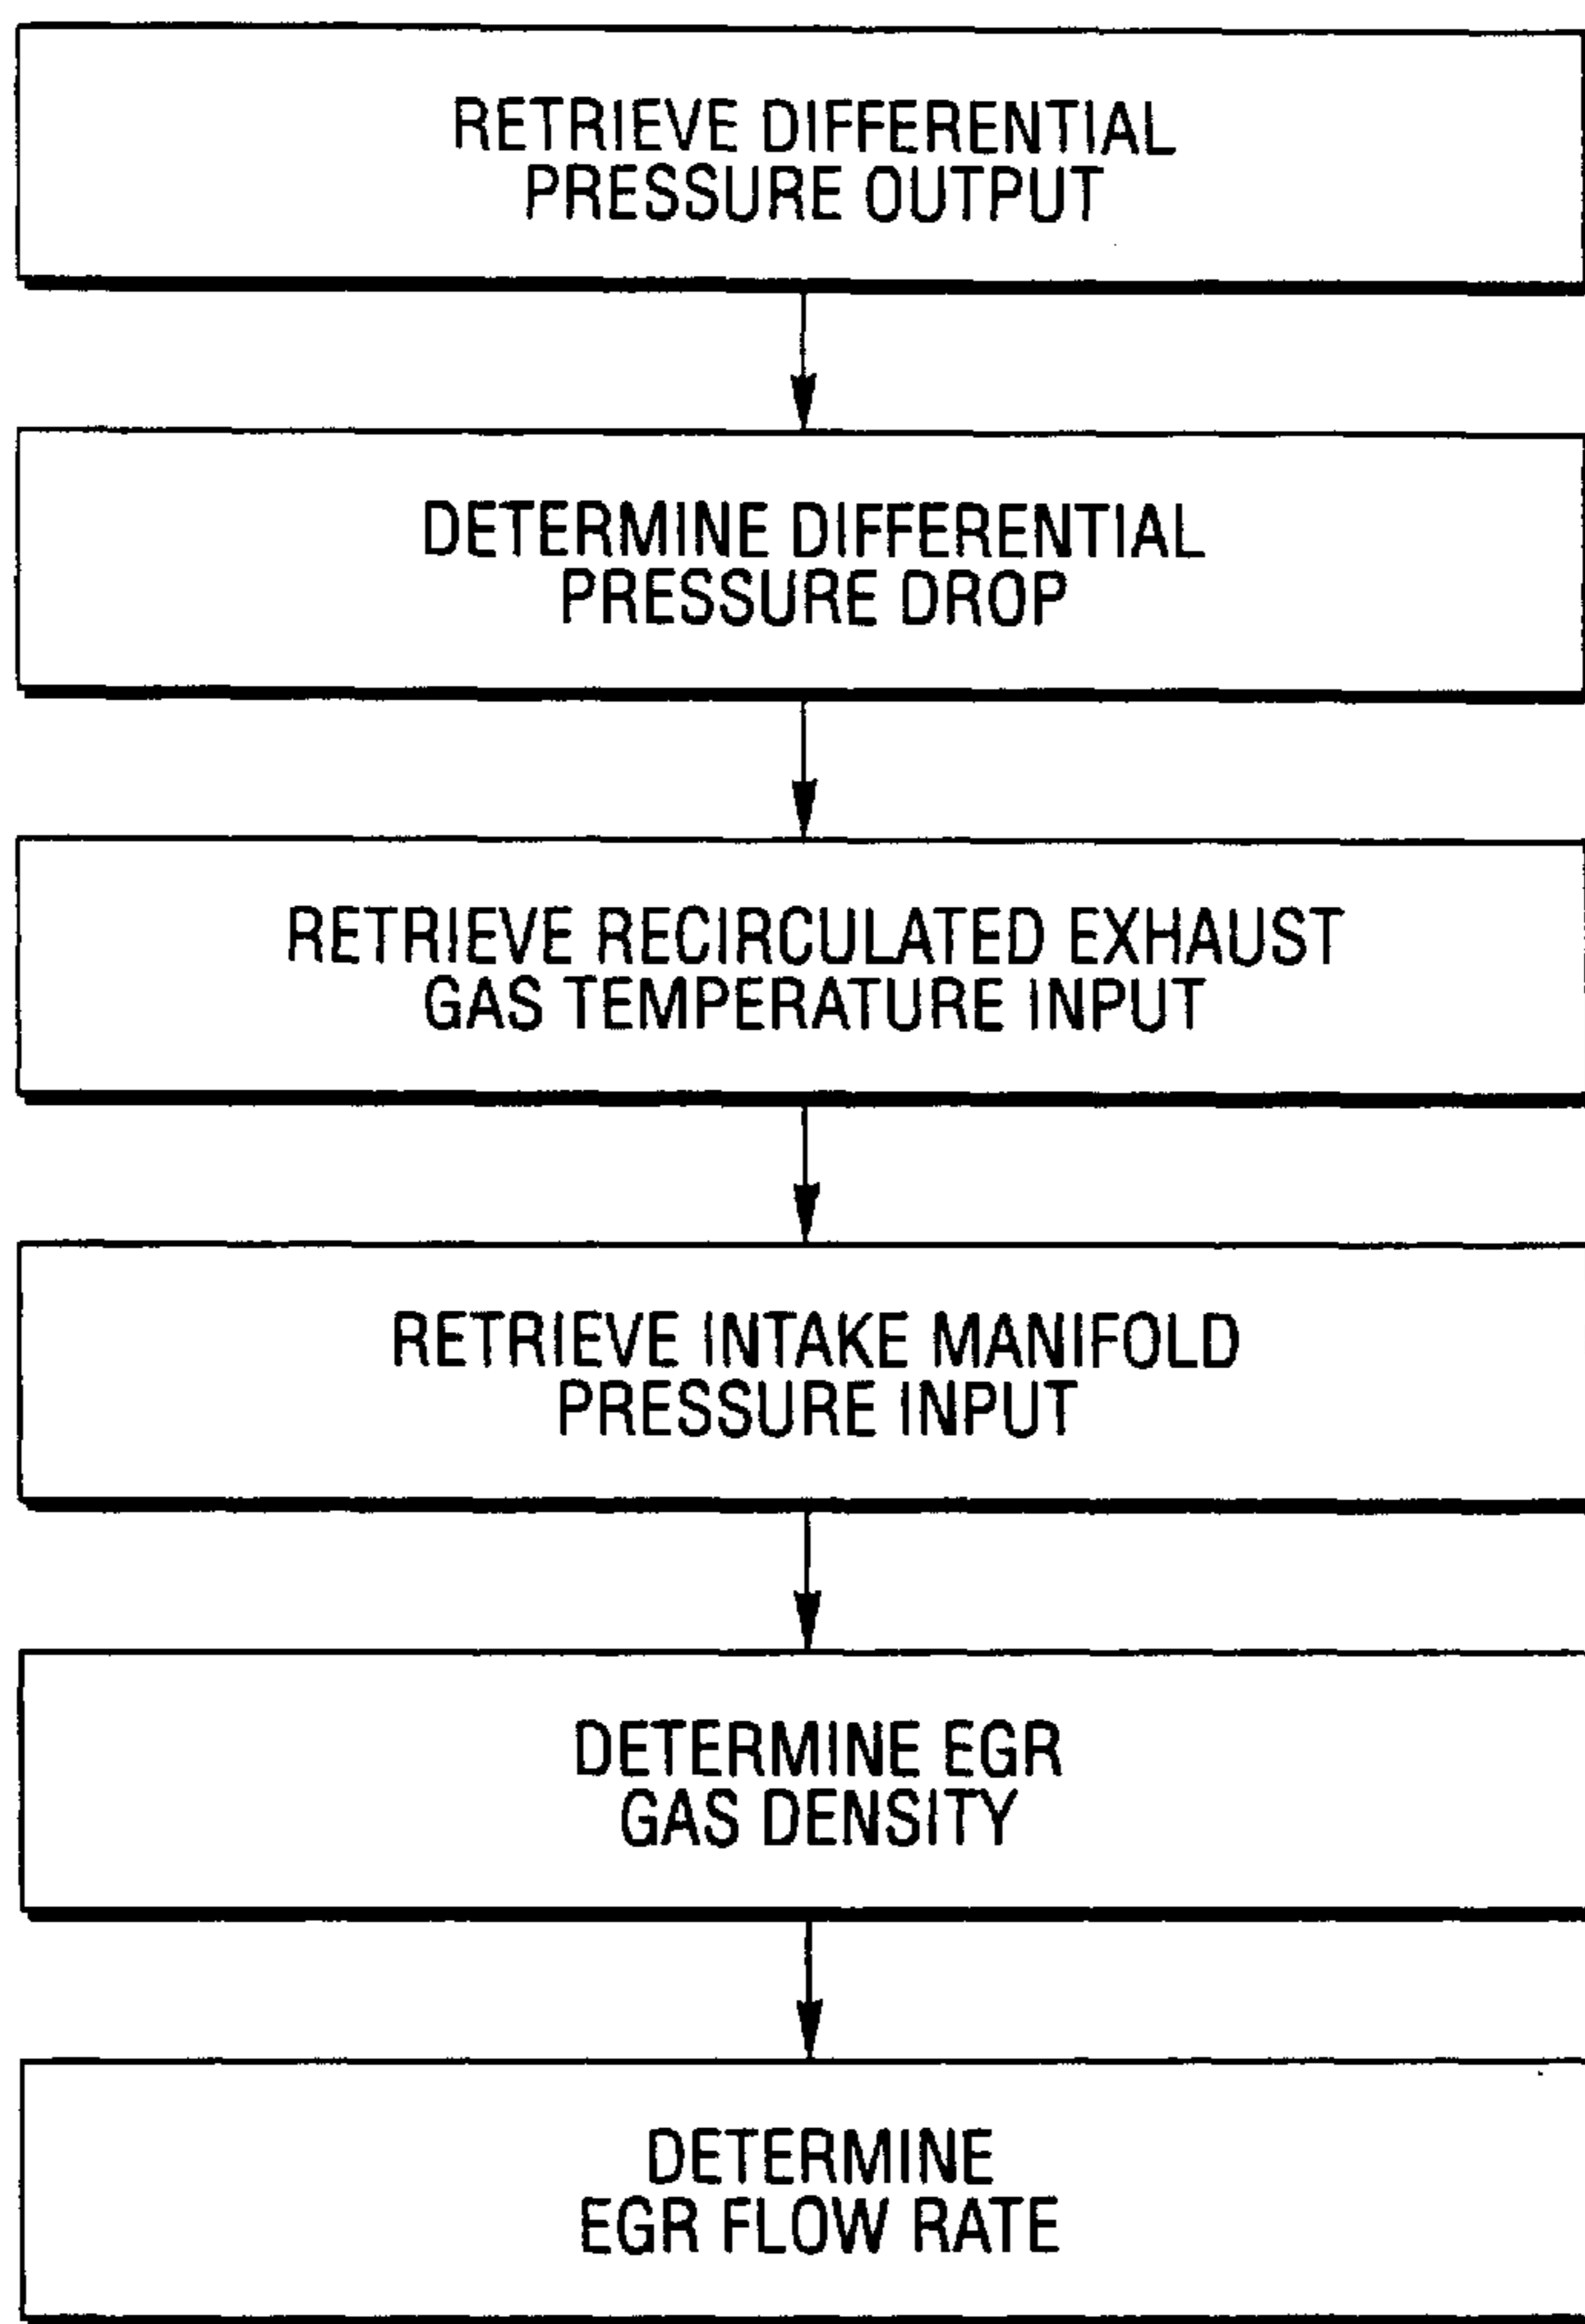 RETRIEVE DIFFERENTIAL
PRESSURE OUTPUT
DETERMINE DIFFERENTIAL
PRESSURE DROP
RETRIEVE RECIRCULATED EXHAUST
GAS TEMPERATURE INPUT
RETRIEVE INTAKE MANIFOLD
PRESSURE INPUT
DETERMINE EGR
GAS DENSITY
DETERMINE
EGR FLOW RATE